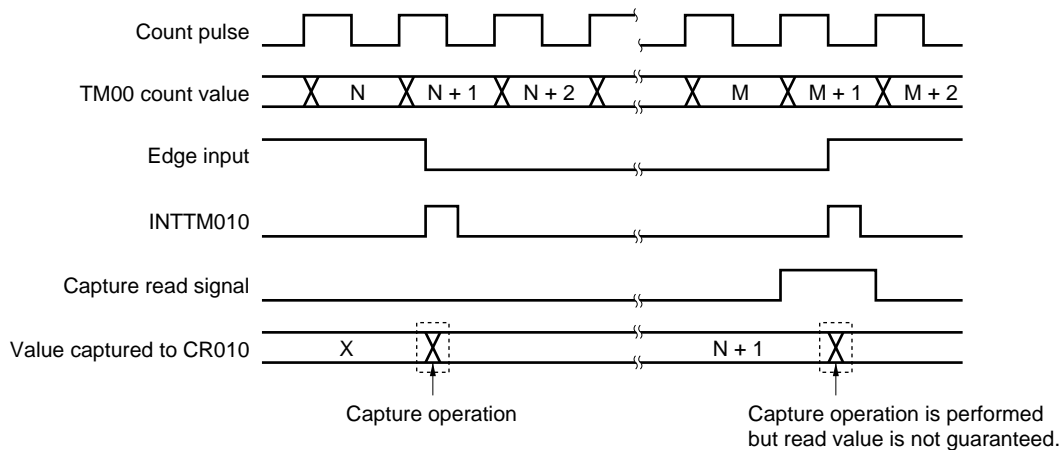 Count pulse
TM00 count value N N + 1 N + 2 M M + 1 M + 2
Edge input
INTTM010
Capture read signal
Value captured to CR010 X N + 1
Capture operation
Capture operation is performed
but read value is not guaranteed.